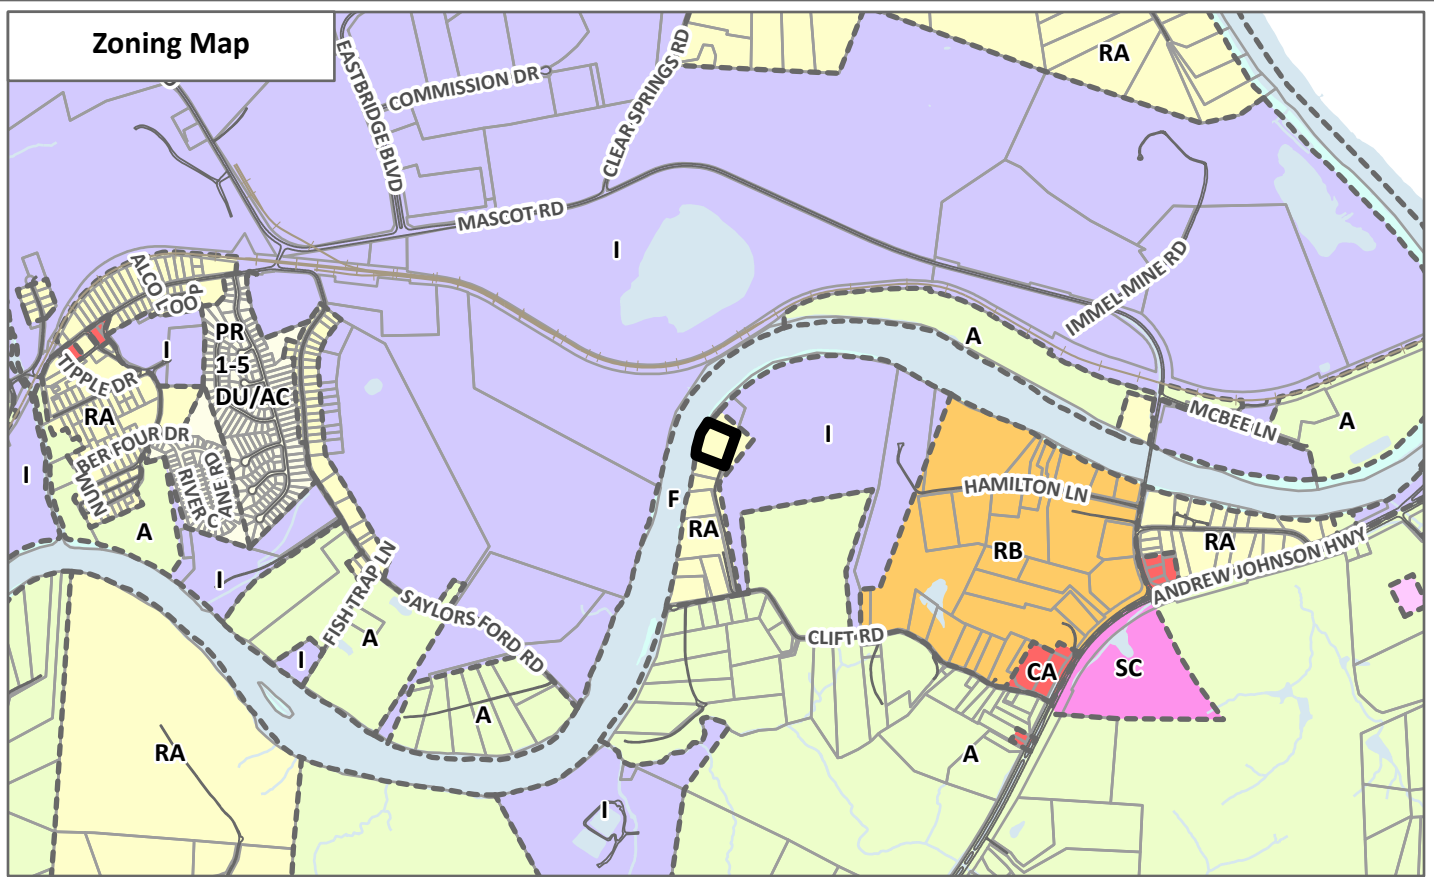 Zoning Map
EASTBRIDGE BLVD
COMMISSION DR
CLEAR SPRINGS RD
RA
MASCOT RD
I
ALCO LOOP
IMMEL MINE RD
PR
1-5
DU/AC
I
A
TIPPLE DR
RA
MCBEE LN
A
NUMBER FOUR DR
RIVER CANE RD
I
I
F
HAMILTON LN
A
RA
RB
RA
ANDREW JOHNSON HWY
I
FISH TRAP LN
SAYLORS FORD RD
A
CLIFT RD
I
CA
SC
A
RA
A
I